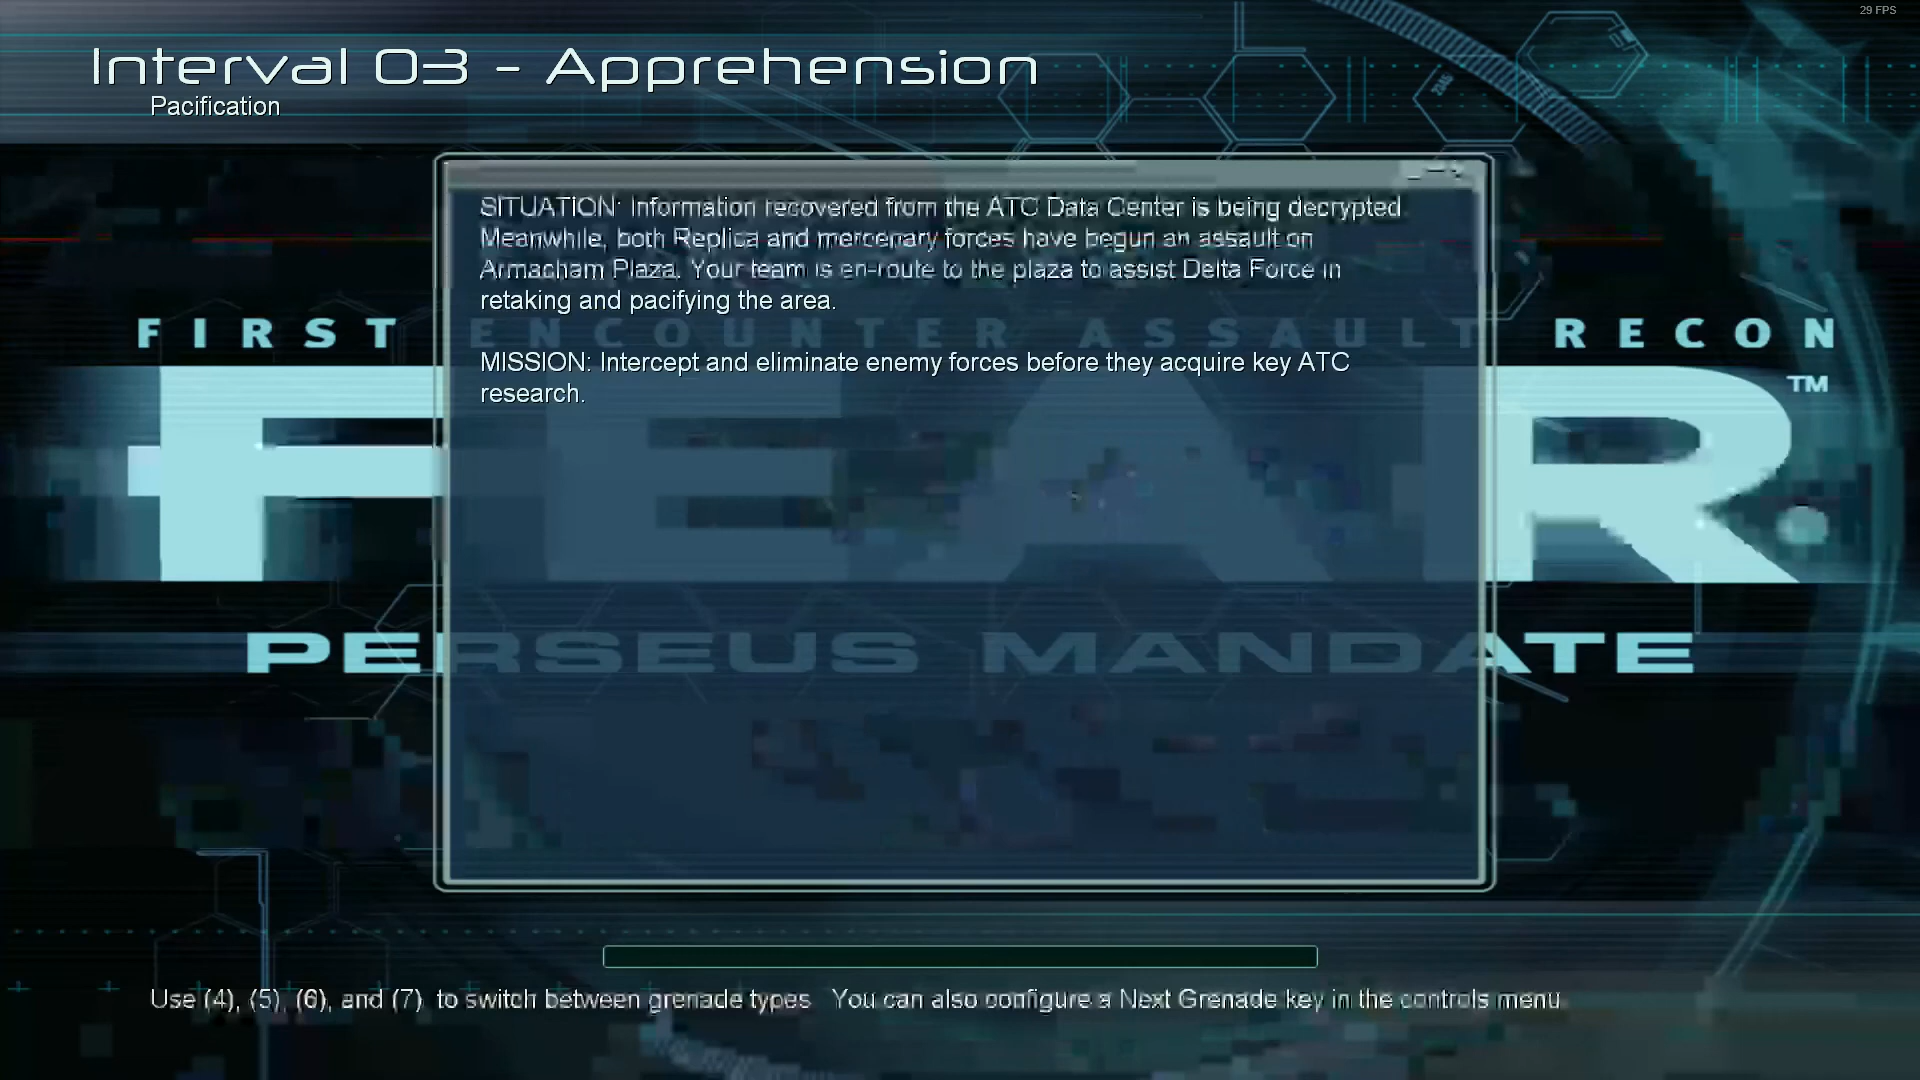 29 FPS
Interval 03 - Apprehension
Pacification
SITUATION: Information recovered from the ATC Data Center is being decrypted.
Meanwhile, both Replica and mercenary forces have begun an assault on
Armacham Plaza. Your team is en-route to the plaza to assist Delta Force in
retaking and pacifying the area.
MISSION: Intercept and eliminate enemy forces before they acquire key ATC
research.
FIRST ENCOUNTER ASSAULT RECON
FEAR.™
PERSEUS MANDATE
Use (4), (5), (6), and (7) to switch between grenade types. You can also configure a Next Grenade key in the controls menu.